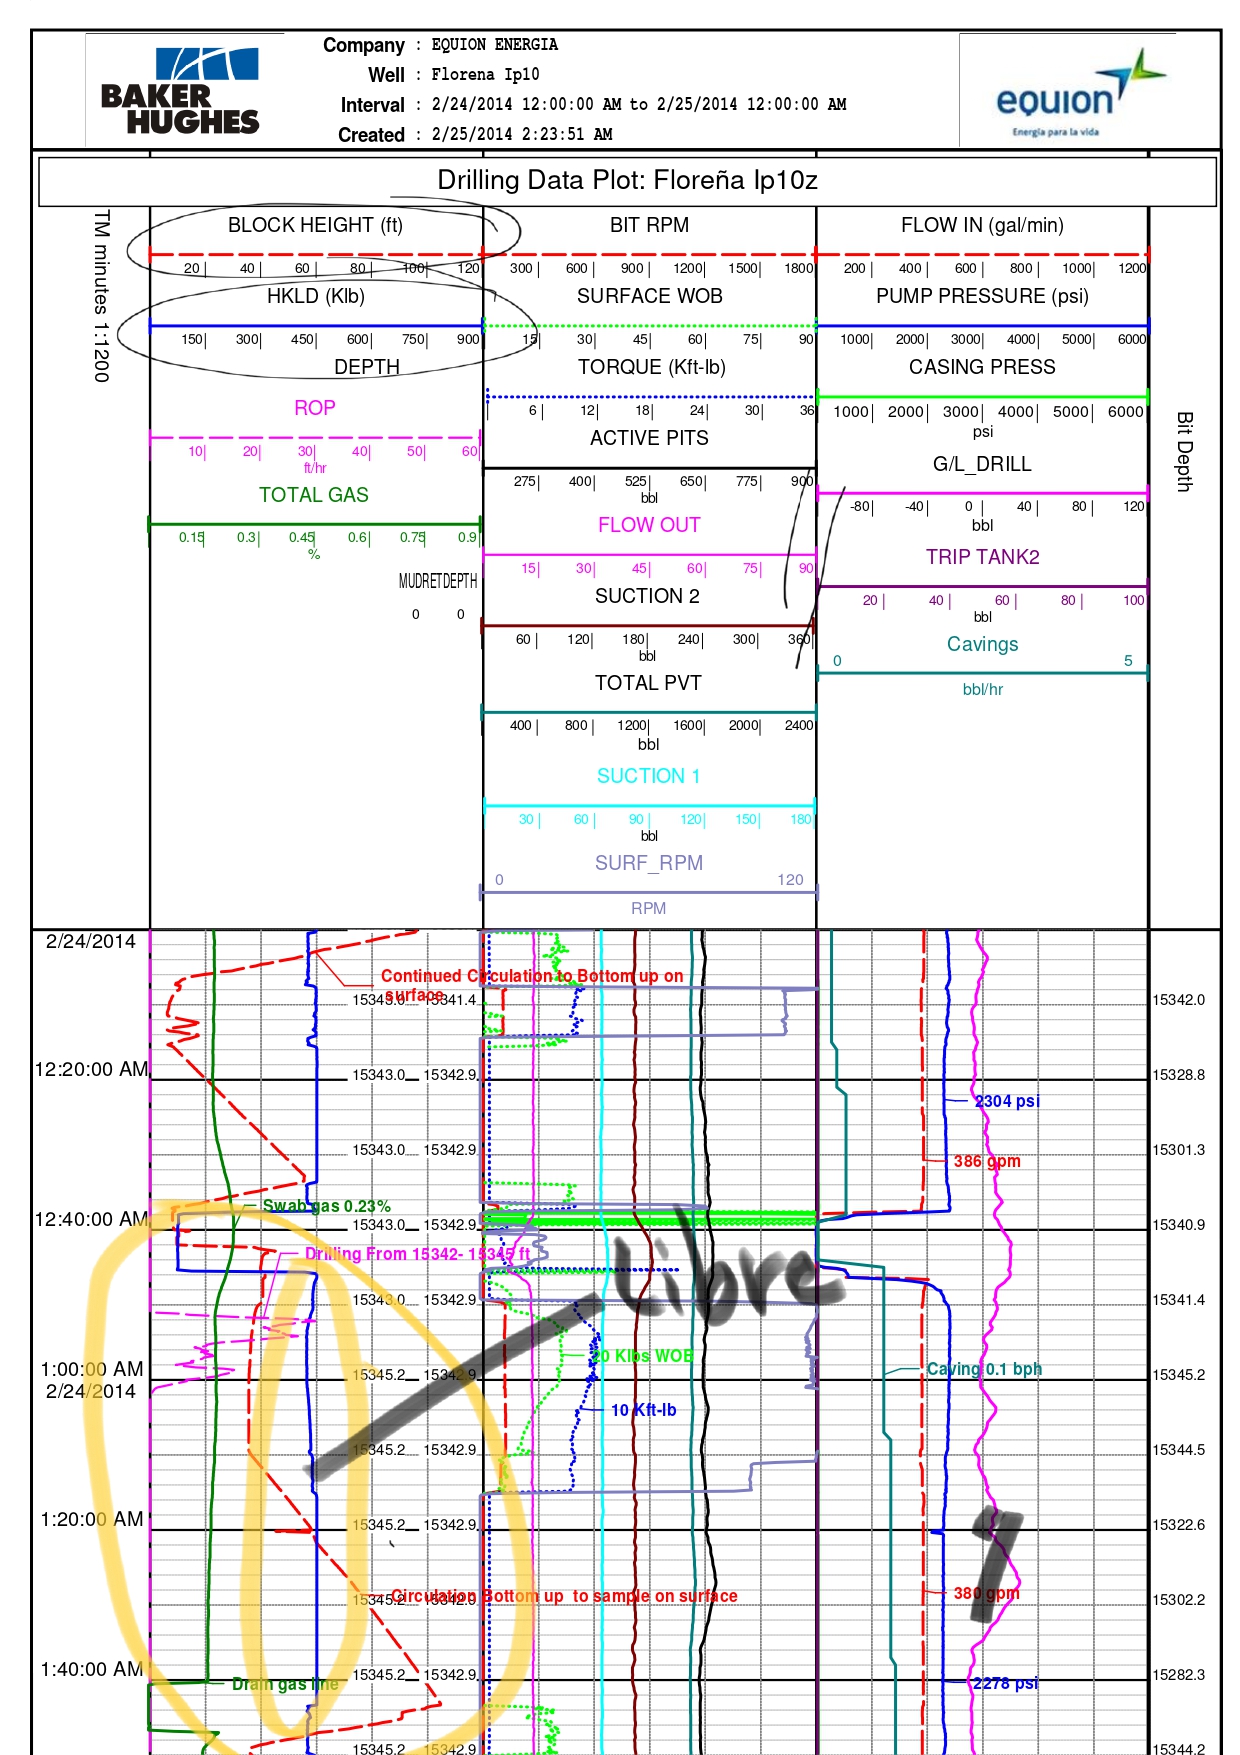 Company : EQUION ENERGIA
Well : Florena Ip10
Interval : 2/24/2014 12:00:00 AM to 2/25/2014 12:00:00 AM
Created : 2/25/2014 2:23:51 AM
BAKER
HUGHES
equion
Energía para la vida
Drilling Data Plot: Floreña Ip10z
TM minutes 1:1200
BLOCK HEIGHT (ft)
20 40 60 80 100 120
HKLD (Klb)
150 300 450 600 750 900
DEPTH
ROP
10 20 30 40 50 60
ft/hr
TOTAL GAS
0.15 0.3 0.45 0.6 0.75 0.9
%
MUDRETDEPTH
0 0
BIT RPM
300 600 900 1200 1500 1800
SURFACE WOB
15 30 45 60 75 90
TORQUE (Kft-lb)
6 12 18 24 30 36
ACTIVE PITS
275 400 525 650 775 900
bbl
FLOW OUT
15 30 45 60 75 90
SUCTION 2
60 120 180 240 300 360
bbl
TOTAL PVT
400 800 1200 1600 2000 2400
bbl
SUCTION 1
30 60 90 120 150 180
bbl
SURF_RPM
0 120
RPM
FLOW IN (gal/min)
200 400 600 800 1000 1200
PUMP PRESSURE (psi)
1000 2000 3000 4000 5000 6000
CASING PRESS
1000 2000 3000 4000 5000 6000
psi
G/L_DRILL
-80 -40 0 40 80 120
bbl
TRIP TANK2
20 40 60 80 100
bbl
Cavings
0 5
bbl/hr
Bit Depth
2/24/2014
Continued Circulation to Bottom up on
surface
15343.0 15341.4 15342.0
12:20:00 AM 15343.0 15342.9 15328.8
2304 psi
15343.0 15342.9 15301.3
386 gpm
Swab gas 0.23%
12:40:00 AM 15343.0 15342.9 15340.9
Drilling From 15342- 15345 ft
Libre
15343.0 15342.9 15341.4
20 Klbs WOB
1:00:00 AM 15345.2 15342.9 15345.2
Caving 0.1 bph
2/24/2014
10 Kft-lb
15345.2 15342.9 15344.5
1:20:00 AM 15345.2 15342.9 15322.6
Circulation Bottom up to sample on surface
380 gpm
15345.2 15342.9 15302.2
1:40:00 AM 15345.2 15342.9 15282.3
Drain gas line
2278 psi
15345.2 15342.9 15344.2